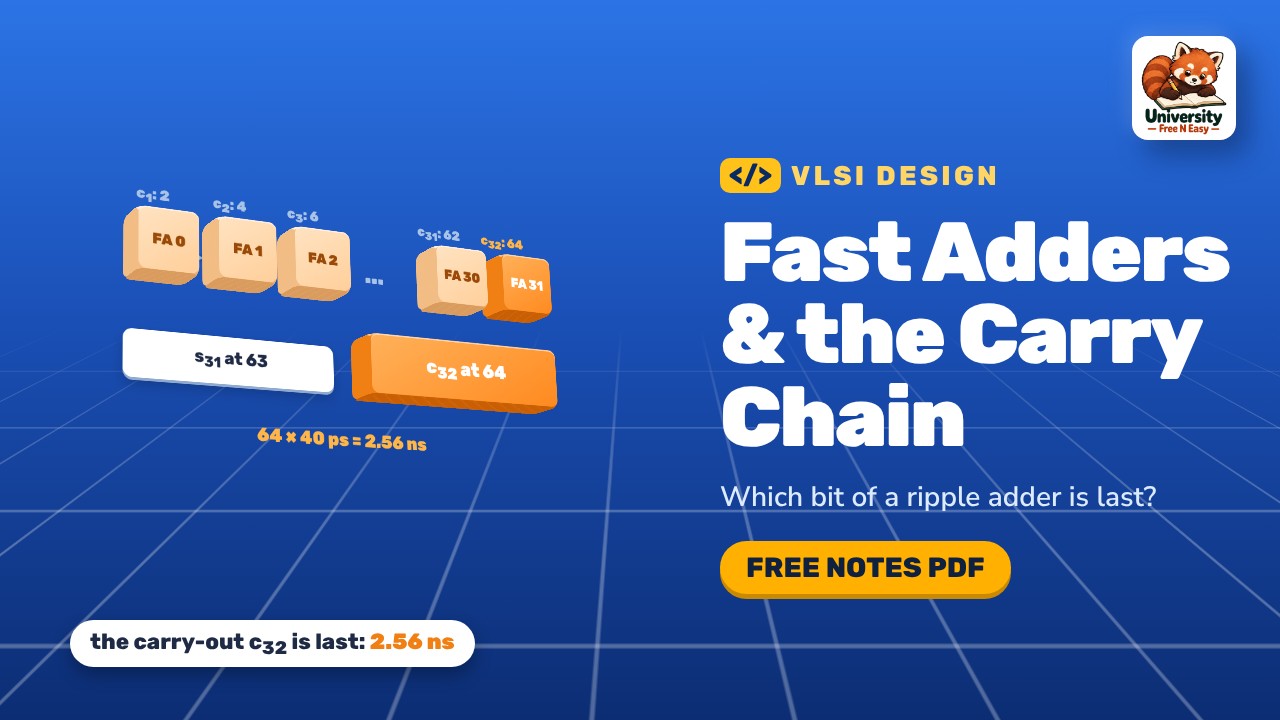 University
Free N Easy
c₁: 2
c₂: 4
c₃: 6
c₃₁: 62
c₃₂: 64
FA 0
FA 1
FA 2
...
FA 30
FA 31
s₃₁ at 63
c₃₂ at 64
64 × 40 ps = 2.56 ns
the carry-out c₃₂ is last: 2.56 ns
</> VLSI DESIGN
Fast Adders
& the Carry
Chain
Which bit of a ripple adder is last?
FREE NOTES PDF